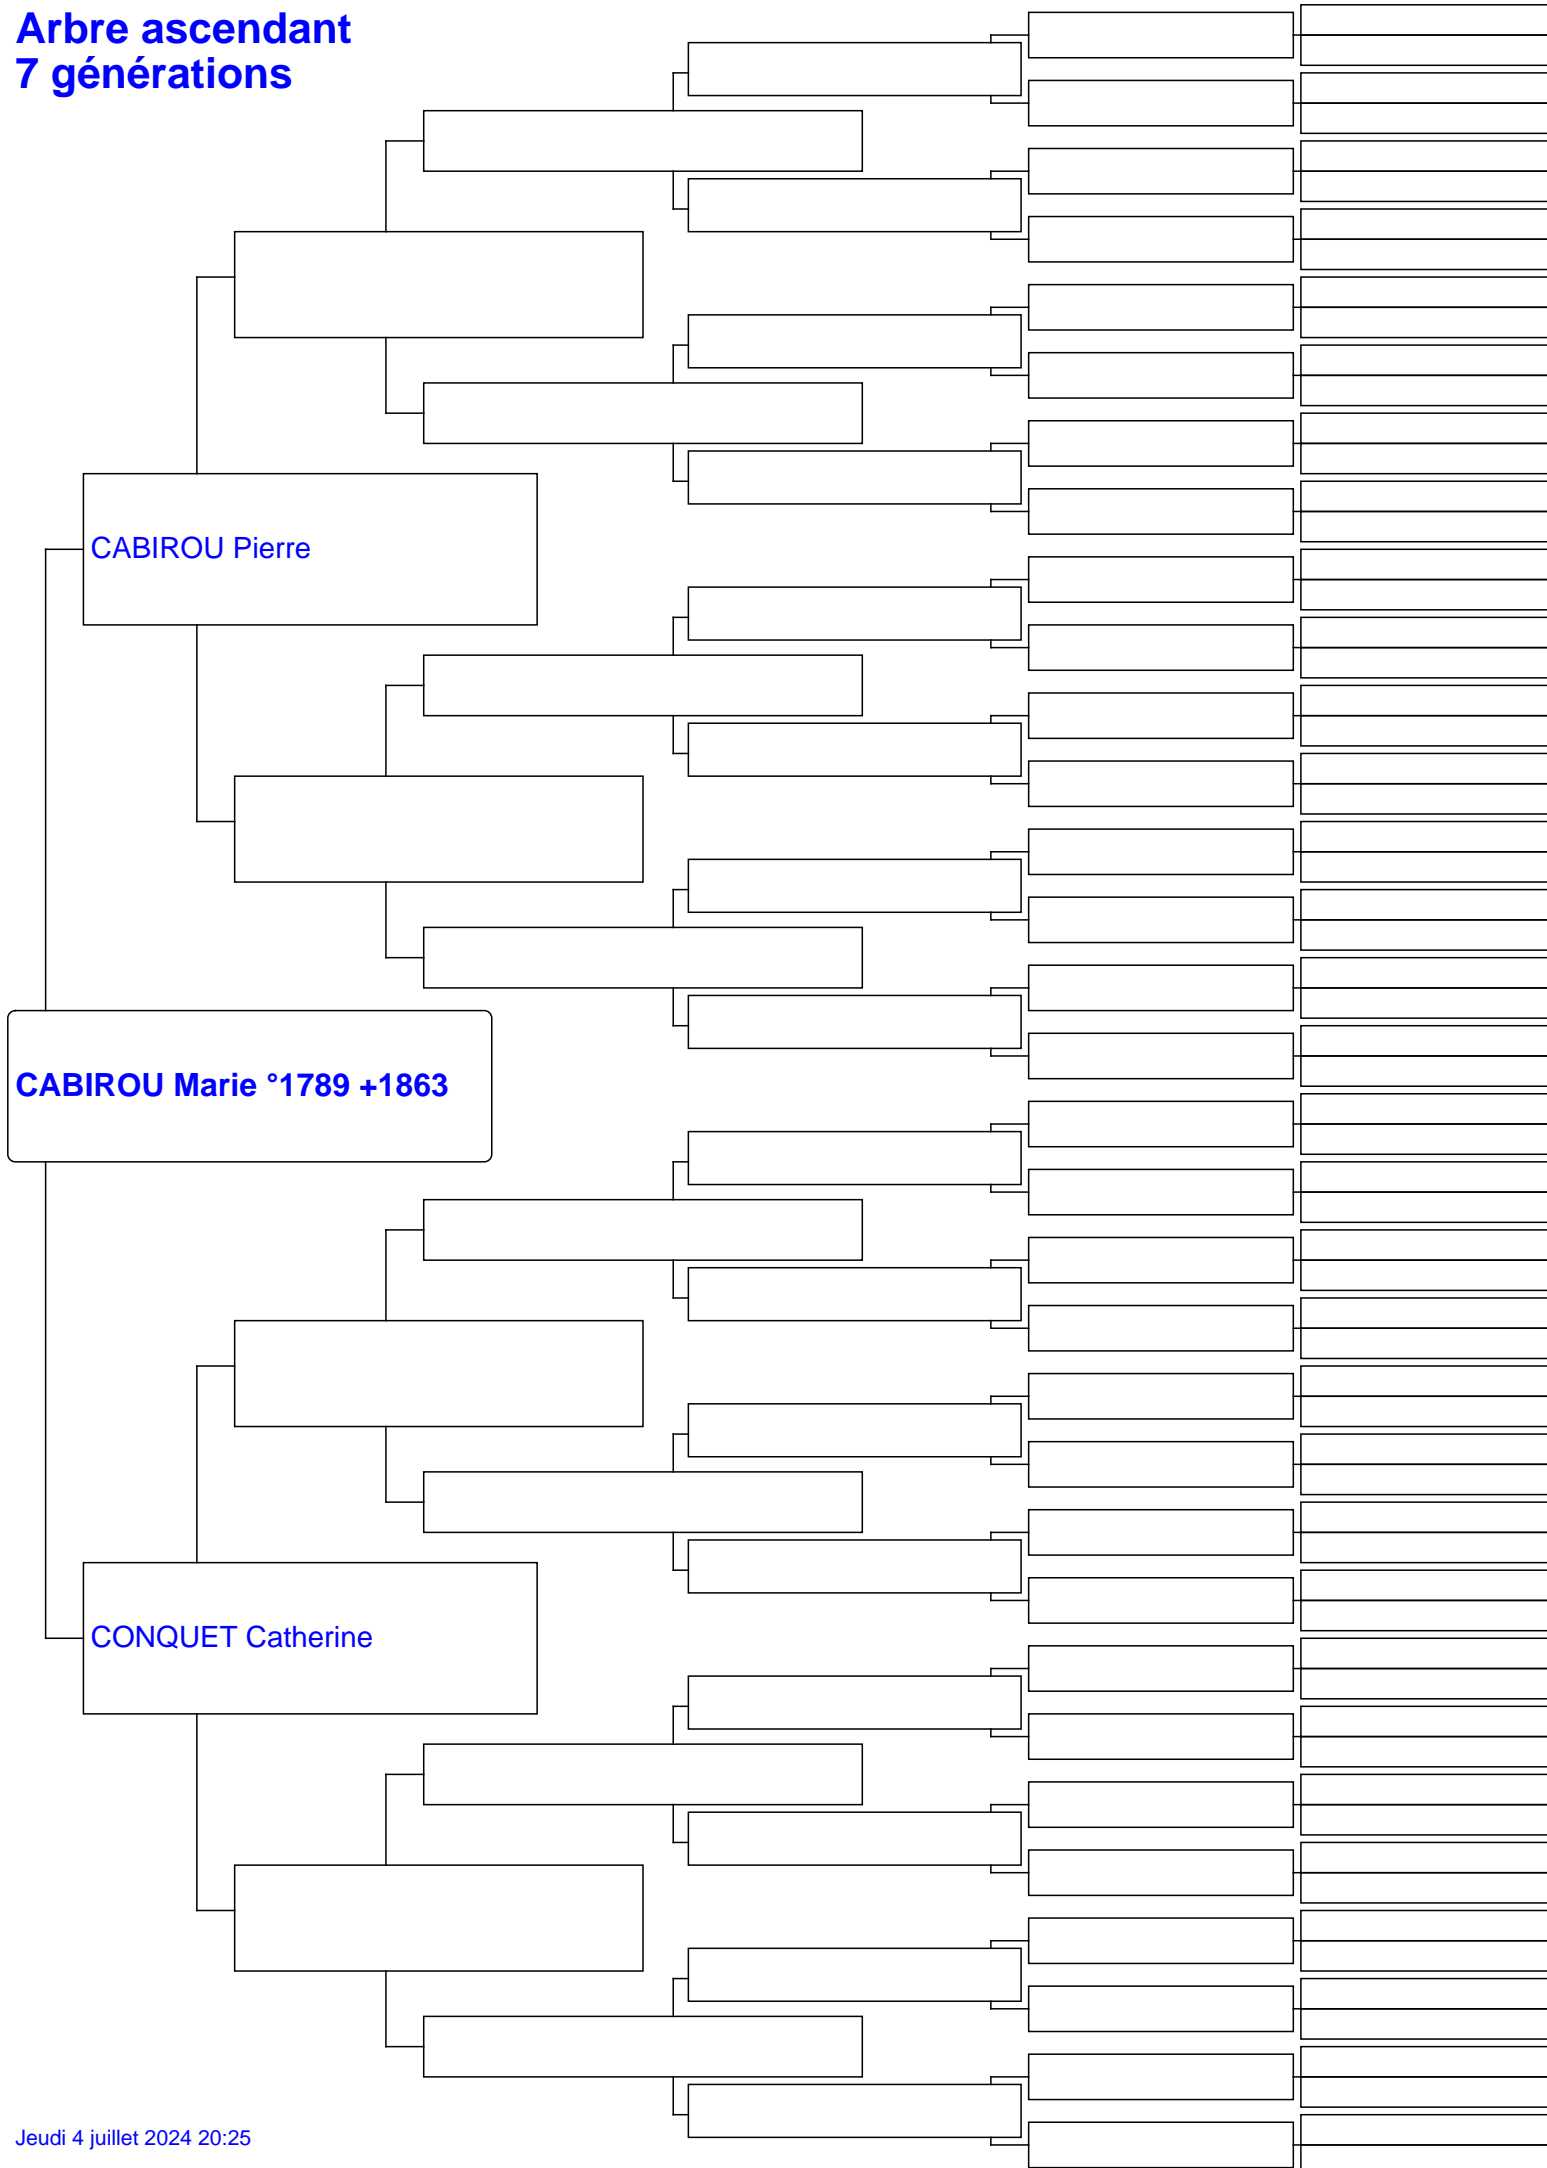 Arbre ascendant
7 générations
CABIROU Pierre
CABIROU Marie °1789 +1863
CONQUET Catherine
Jeudi 4 juillet 2024 20:25